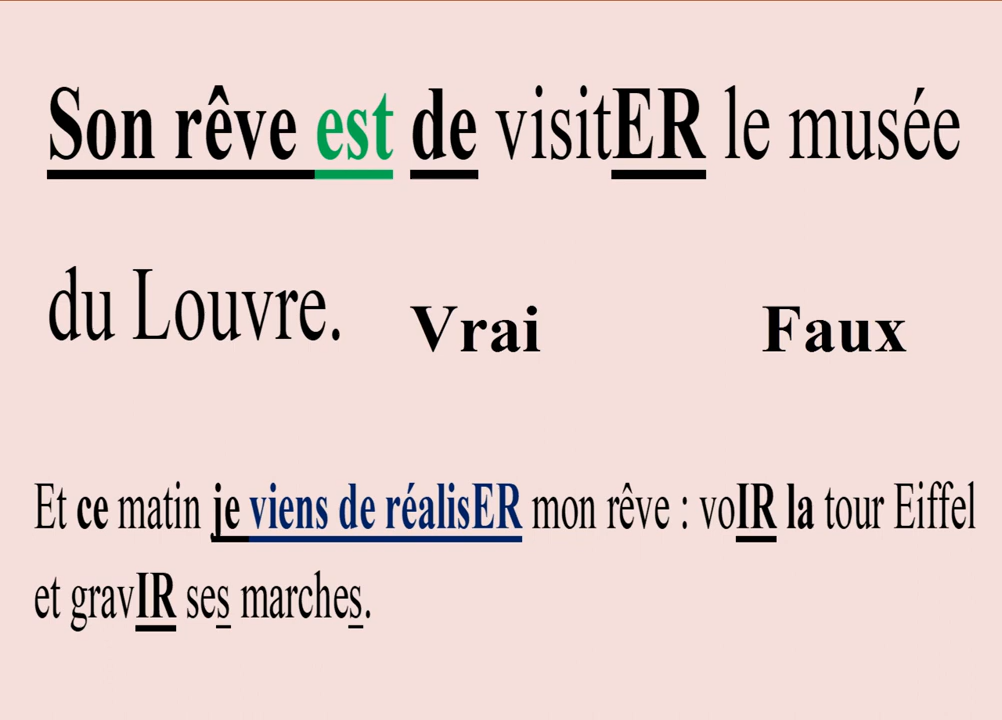 Son rêve est de visitER le musée
du Louvre. Vrai Faux
Et ce matin je viens de réalisER mon rêve : voIR la tour Eiffel
et gravIR ses marches.